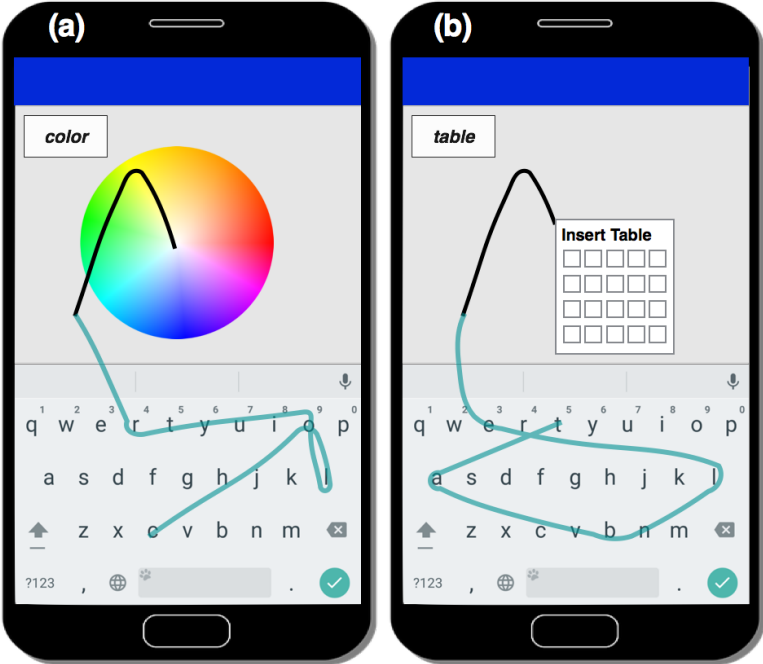 (a)
color
1 2 3 4 5 6 7 8 9 0
q w e r t y u i o p
a s d f g h j k l
z x c v b n m
?123 , .
(b)
table
Insert Table
1 2 3 4 5 6 7 8 9 0
q w e r t y u i o p
a s d f g h j k l
z x c v b n m
?123 , .